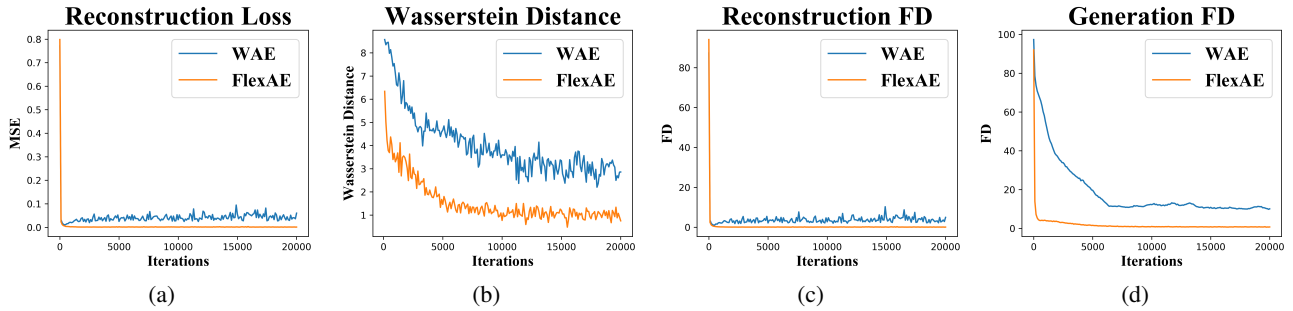 Reconstruction Loss
0.8
0.7
0.6
0.5
0.4
0.3
0.2
0.1
0.0
MSE
WAE
FlexAE
0
5000
10000
15000
20000
Iterations
(a)
Wasserstein Distance
8
7
6
5
4
3
2
1
Wasserstein Distance
WAE
FlexAE
0
5000
10000
15000
20000
Iterations
(b)
Reconstruction FD
80
60
40
20
0
FD
WAE
FlexAE
0
5000
10000
15000
20000
Iterations
(c)
Generation FD
100
80
60
40
20
0
FD
WAE
FlexAE
0
5000
10000
15000
20000
Iterations
(d)